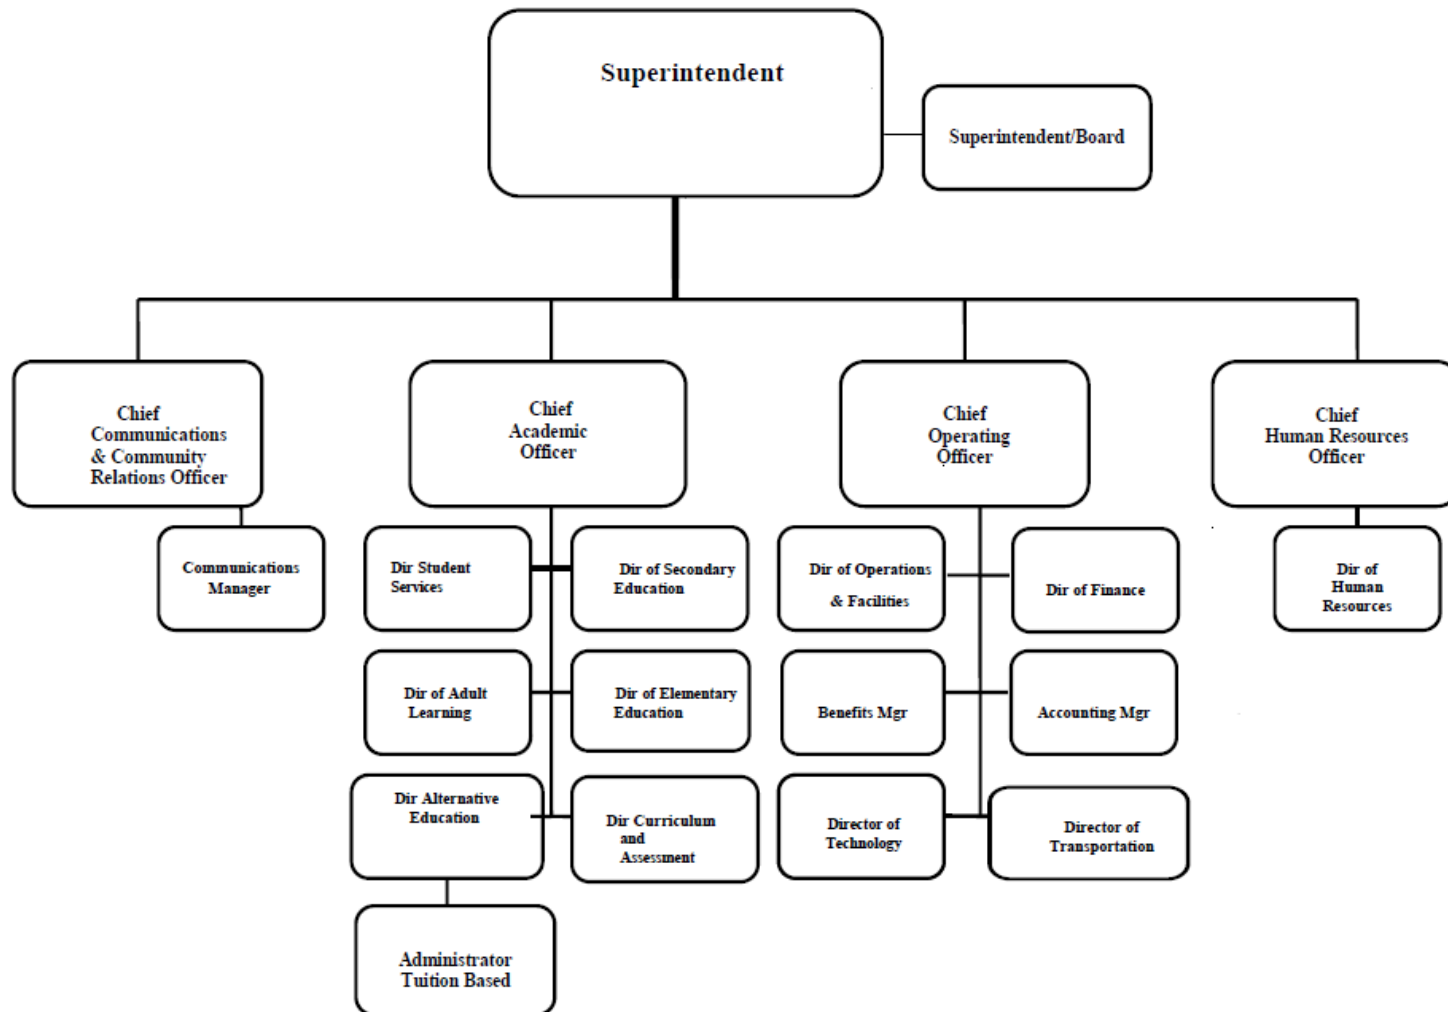 Superintendent
Superintendent/Board
Chief
Communications
& Community
Relations Officer
Chief
Academic
Officer
Chief
Operating
Officer
Chief
Human Resources
Officer
Communications
Manager
Dir Student
Services
Dir of Secondary
Education
Dir of Operations
& Facilities
Dir of Finance
Dir of
Human
Resources
Dir of Adult
Learning
Dir of Elementary
Education
Benefits Mgr
Accounting Mgr
Dir Alternative
Education
Dir Curriculum
and
Assessment
Director of
Technology
Director of
Transportation
Administrator
Tuition Based